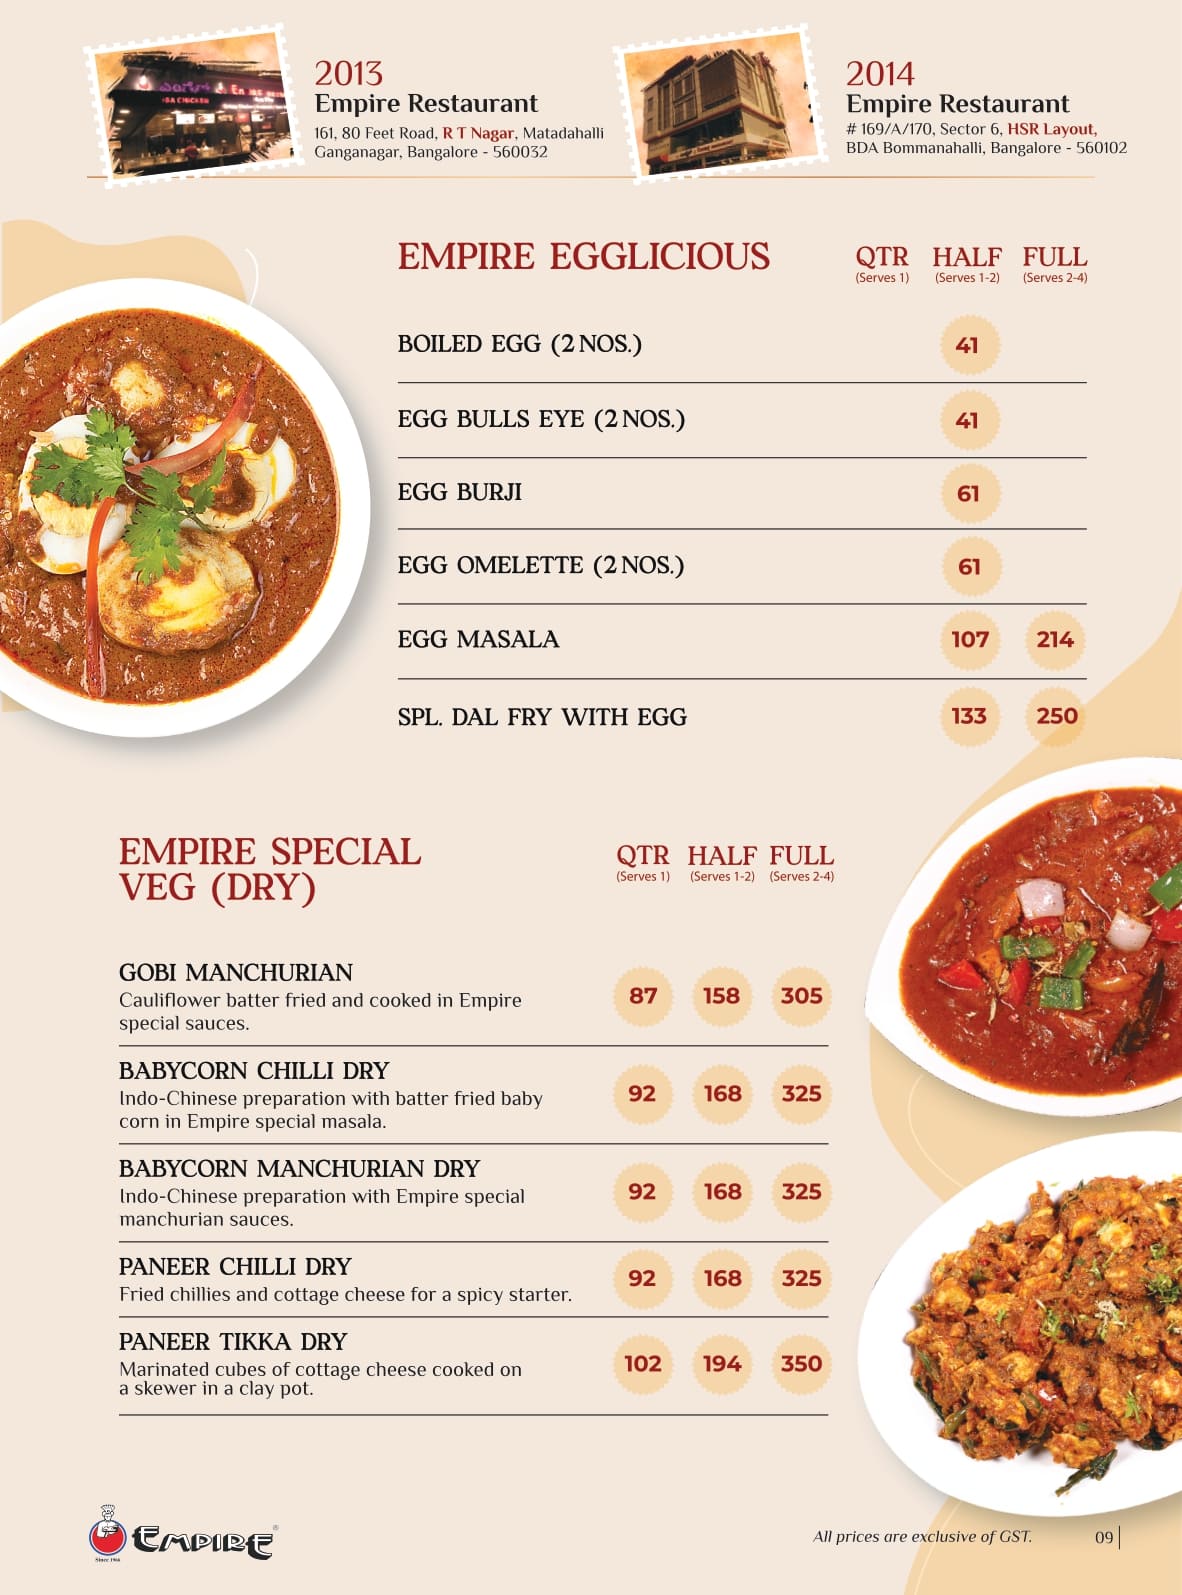 2013
Empire Restaurant
161, 80 Feet Road, R T Nagar, Matadahalli
Ganganagar, Bangalore - 560032
2014
Empire Restaurant
# 169/A/170, Sector 6, HSR Layout,
BDA Bommanahalli, Bangalore - 560102
EMPIRE EGGLICIOUS
QTR HALF FULL
(Serves 1) (Serves 1-2) (Serves 2-4)
BOILED EGG (2 NOS.) 41
EGG BULLS EYE (2 NOS.) 41
EGG BURJI 61
EGG OMELETTE (2 NOS.) 61
EGG MASALA 107 214
SPL. DAL FRY WITH EGG 133 250
EMPIRE SPECIAL
VEG (DRY)
QTR HALF FULL
(Serves 1) (Serves 1-2) (Serves 2-4)
GOBI MANCHURIAN
Cauliflower batter fried and cooked in Empire
special sauces.
87 158 305
BABYCORN CHILLI DRY
Indo-Chinese preparation with batter fried baby
corn in Empire special masala.
92 168 325
BABYCORN MANCHURIAN DRY
Indo-Chinese preparation with Empire special
manchurian sauces.
92 168 325
PANEER CHILLI DRY
Fried chillies and cottage cheese for a spicy starter.
92 168 325
PANEER TIKKA DRY
Marinated cubes of cottage cheese cooked on
a skewer in a clay pot.
102 194 350
EMPIRE ®
Since 1966
All prices are exclusive of GST.
09